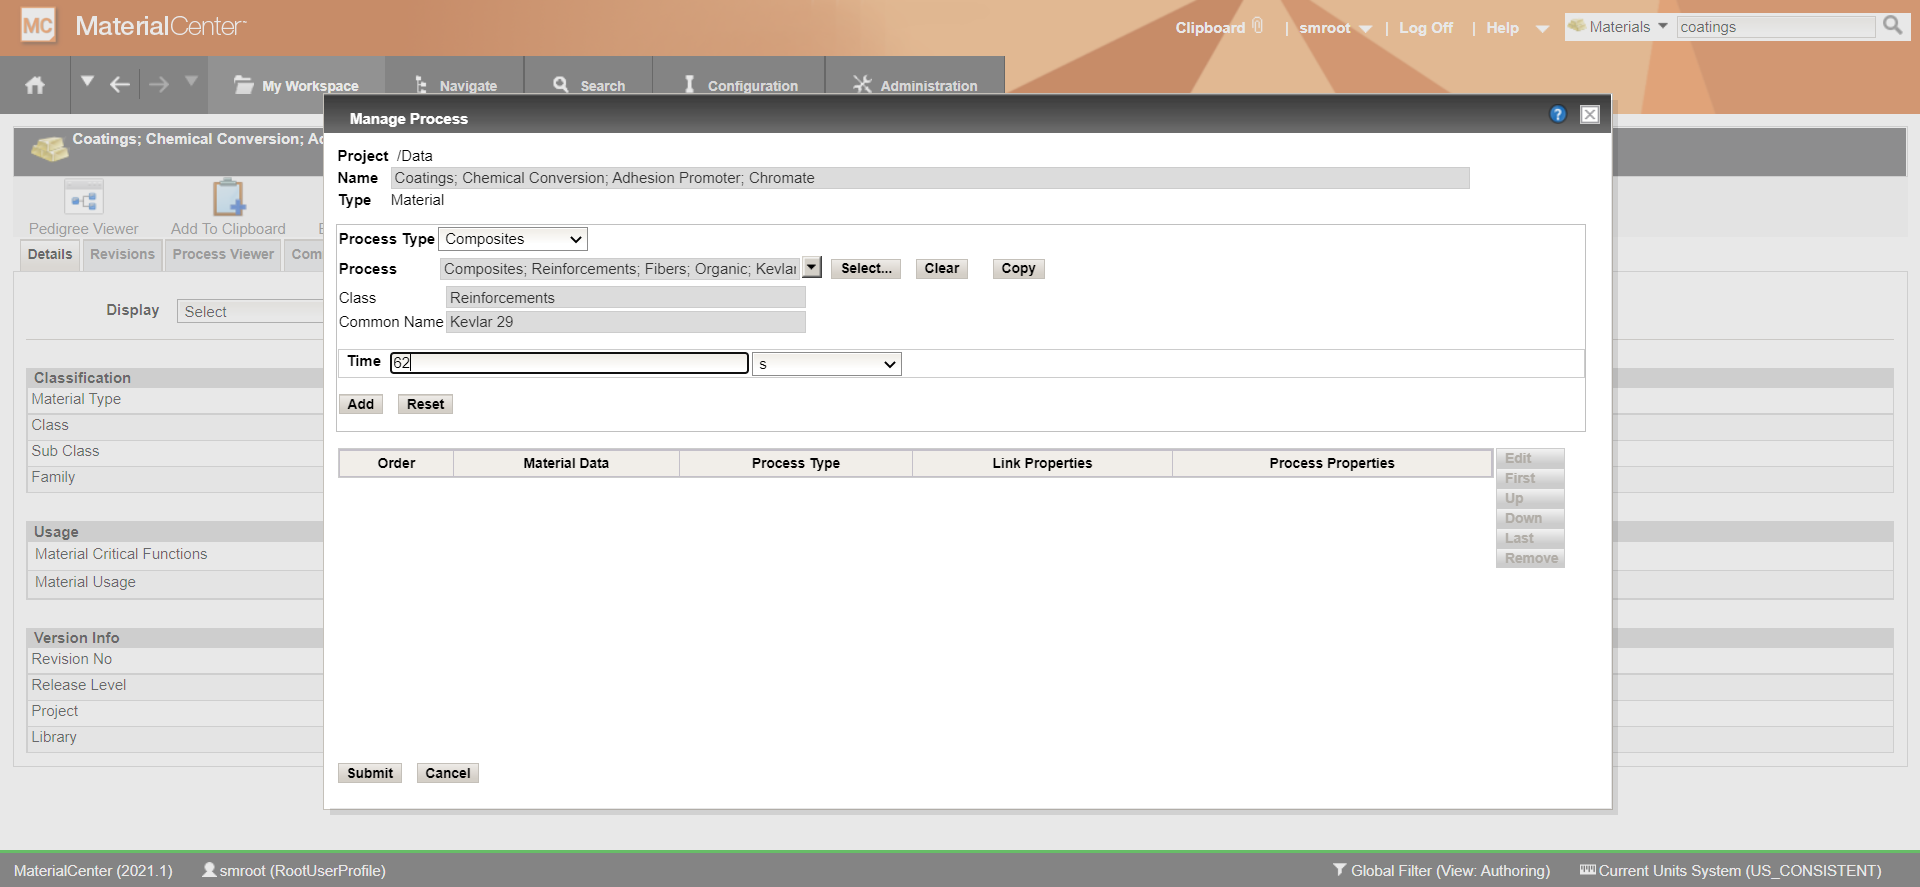 MC MaterialCenter
Clipboard | smroot | Log Off | Help Materials coatings
My Workspace Navigate Search Configuration Administration
Coatings; Chemical Conversion; Ad
Pedigree Viewer Add To Clipboard E
Details Revisions Process Viewer Com
Display Select
Classification
Material Type
Class
Sub Class
Family
Usage
Material Critical Functions
Material Usage
Version Info
Revision No
Release Level
Project
Library
Manage Process ?
Project /Data
Name Coatings; Chemical Conversion; Adhesion Promoter; Chromate
Type Material
Process Type Composites
Process Composites; Reinforcements; Fibers; Organic; Kevlar Select... Clear Copy
Class Reinforcements
Common Name Kevlar 29
Time 62 s
Add Reset
Order Material Data Process Type Link Properties Process Properties
Edit
First
Up
Down
Last
Remove
Submit Cancel
MaterialCenter (2021.1) smroot (RootUserProfile) Global Filter (View: Authoring) Current Units System (US_CONSISTENT)